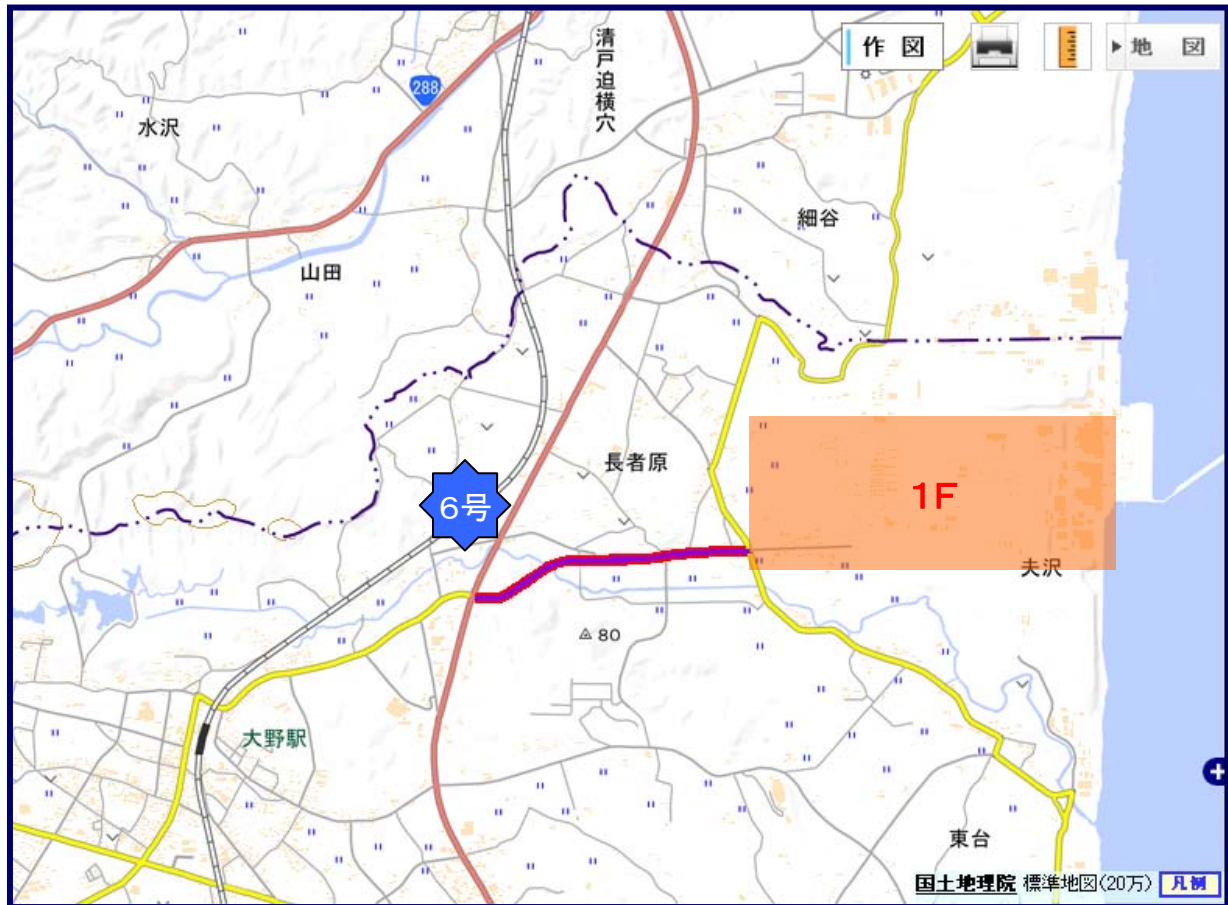 作 図
地 図
清戸迫横穴
288
水沢
細谷
山田
長者原
6号
1F
夫沢
80
大野駅
東台
国土地理院 標準地図(20万) 凡例